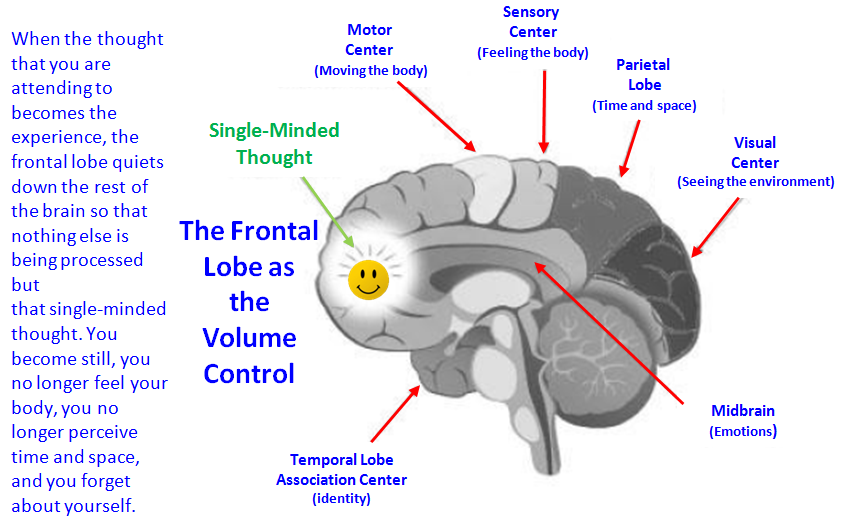 When the thought
that you are
attending to
becomes the
experience, the
frontal lobe quiets
down the rest of
the brain so that
nothing else is
being processed
but
that single-minded
thought. You
become still, you
no longer feel your
body, you no
longer perceive
time and space,
and you forget
about yourself.
Single-Minded
Thought
The Frontal
Lobe as
the
Volume
Control
Motor
Center
(Moving the body)
Sensory
Center
(Feeling the body)
Parietal
Lobe
(Time and space)
Visual
Center
(Seeing the environment)
Midbrain
(Emotions)
Temporal Lobe
Association Center
(identity)